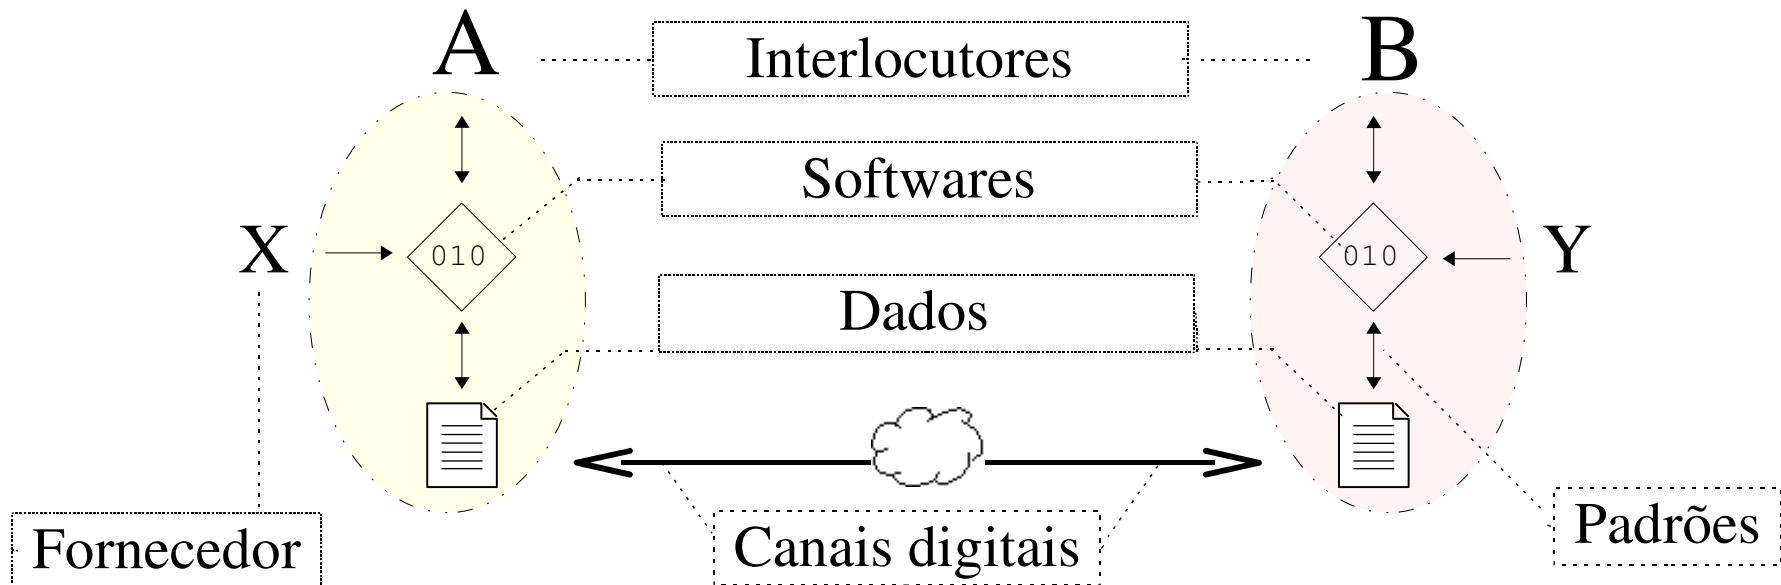 A
Interlocutores
B
Softwares
X
010
010
Y
Dados
Fornecedor
Canais digitais
Padrões